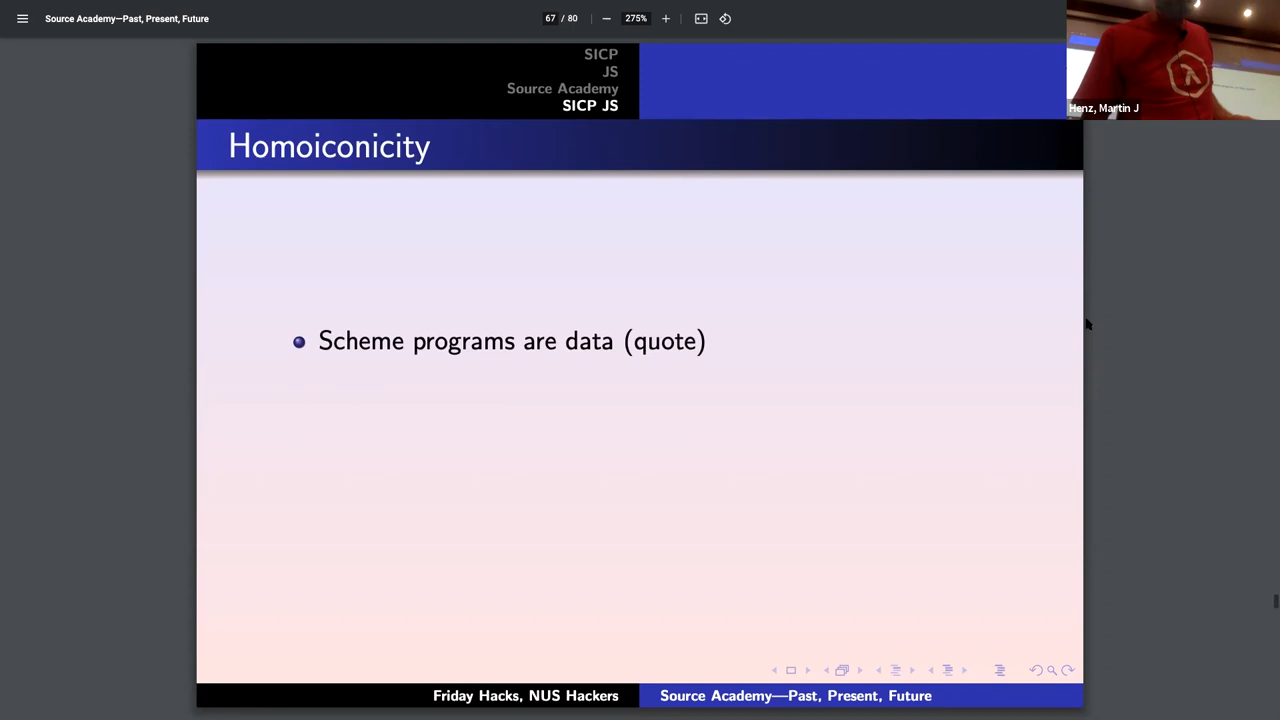 Source Academy—Past, Present, Future
67 / 80
275%
Henz, Martin J
SICP
JS
Source Academy
SICP JS
Homoiconicity
Scheme programs are data (quote)
Friday Hacks, NUS Hackers
Source Academy—Past, Present, Future